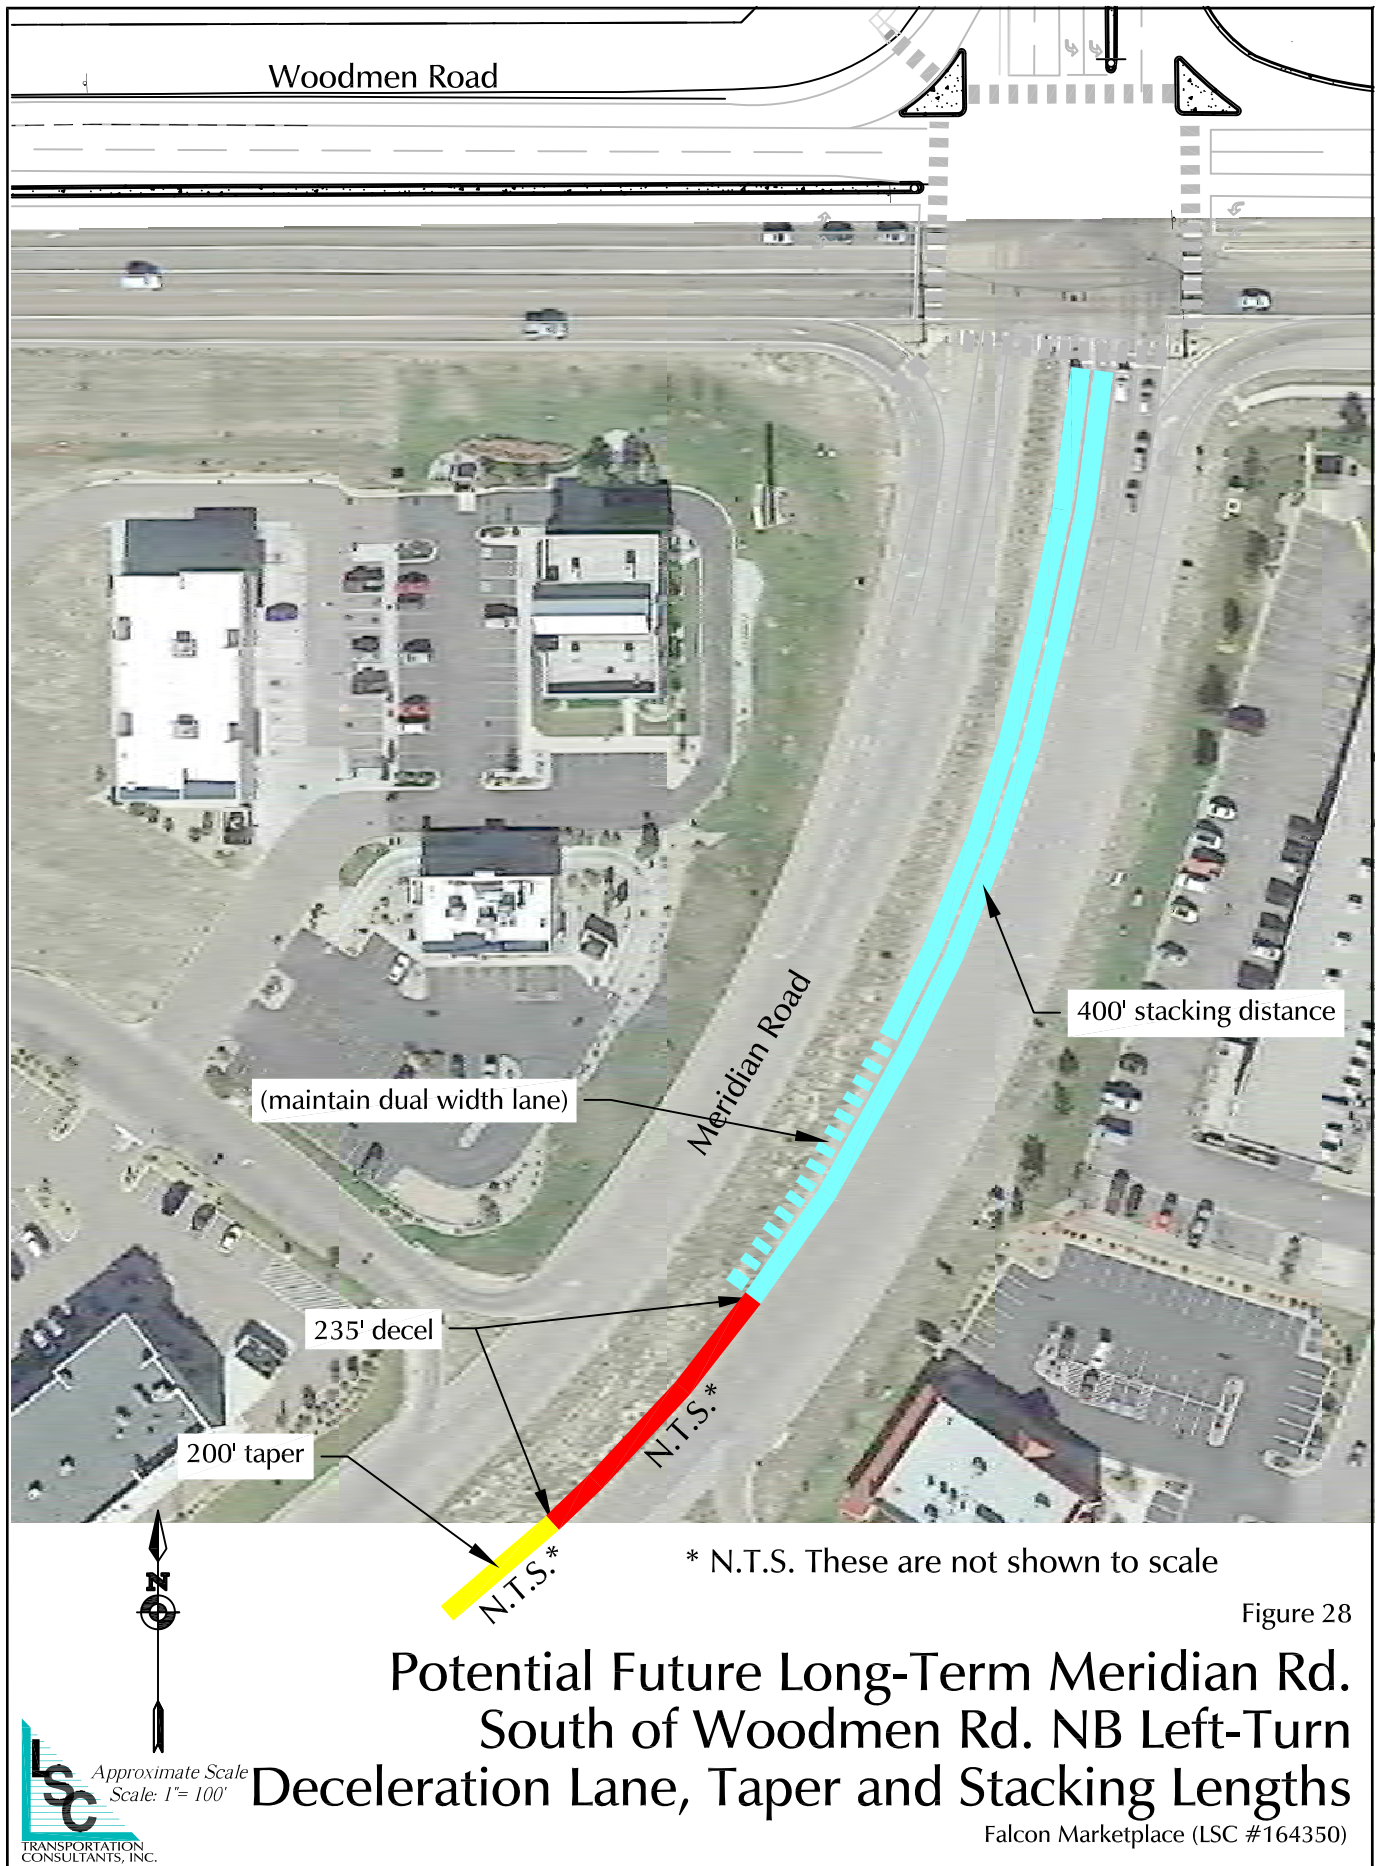 Woodmen Road
400' stacking distance
(maintain dual width lane)
Meridian Road
235' decel
N.T.S.*
200' taper
N.T.S.*
* N.T.S. These are not shown to scale
N
Figure 28
Potential Future Long-Term Meridian Rd.
South of Woodmen Rd. NB Left-Turn
Deceleration Lane, Taper and Stacking Lengths
Falcon Marketplace (LSC #164350)
Approximate Scale
Scale: 1"= 100'
LSC
TRANSPORTATION
CONSULTANTS, INC.